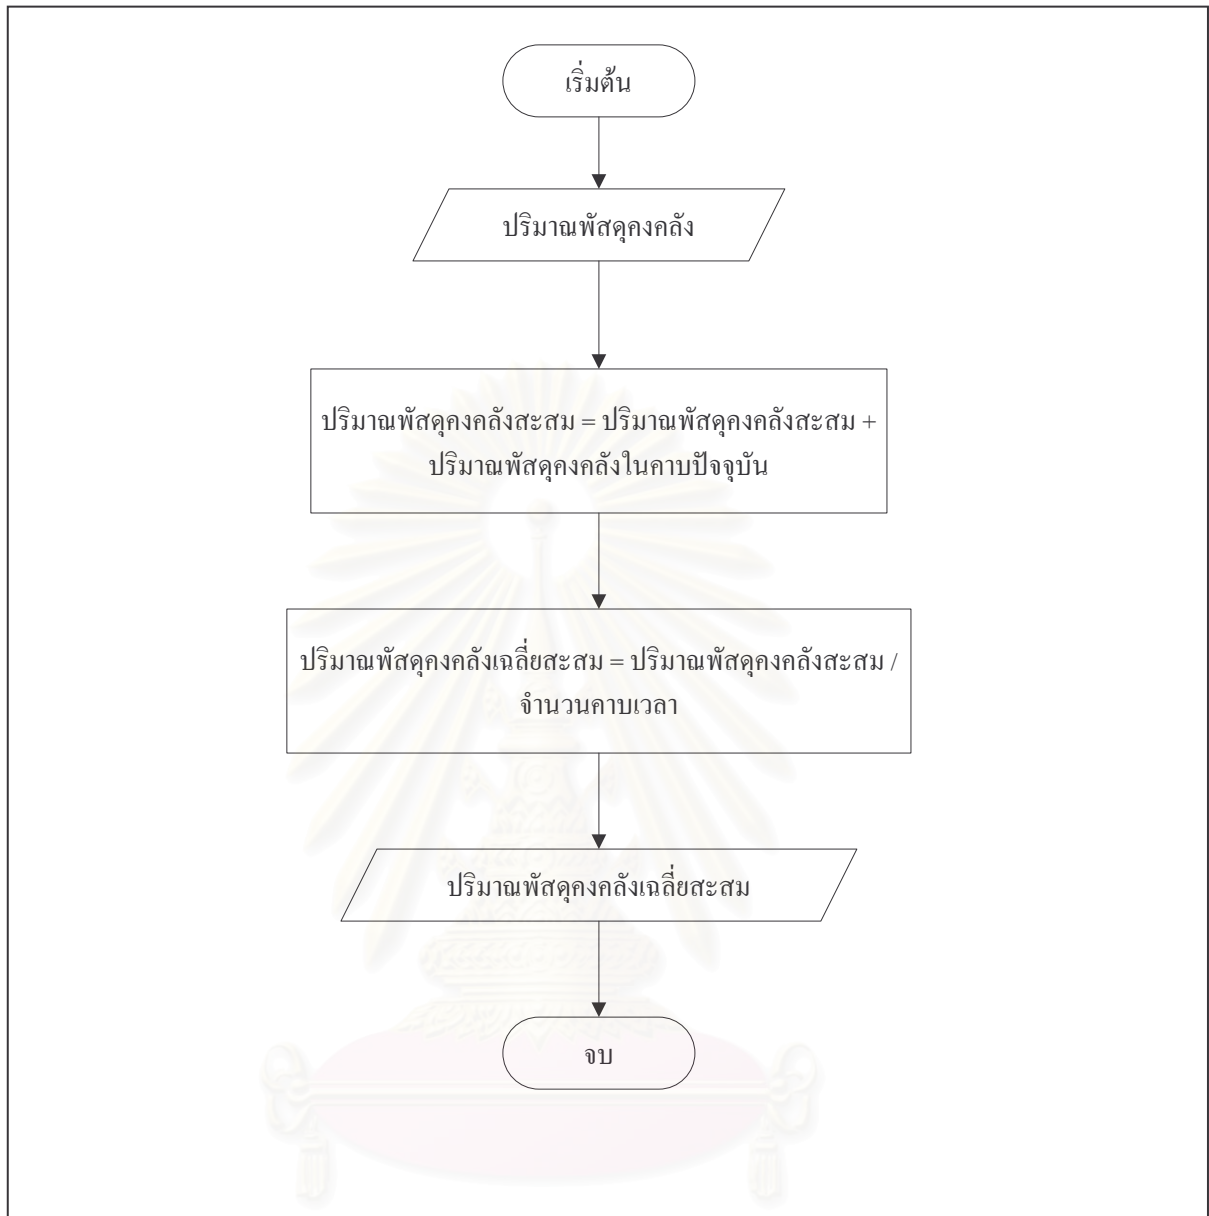 เริ่มต้น
ปริมาณพัสดุคงคลัง
ปริมาณพัสดุคงคลังสะสม = ปริมาณพัสดุคงคลังสะสม +
ปริมาณพัสดุคงคลังในคาบปัจจุบัน
ปริมาณพัสดุคงคลังเฉลี่ยสะสม = ปริมาณพัสดุคงคลังสะสม /
จำนวนคาบเวลา
ปริมาณพัสดุคงคลังเฉลี่ยสะสม
จบ